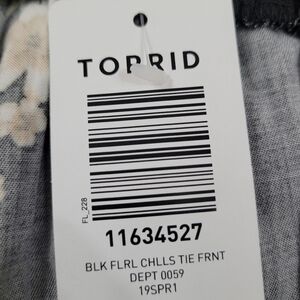 TORRID
FL_228
11634527
BLK FLRL CHLLS TIE FRNT
DEPT 0059
19SPR1